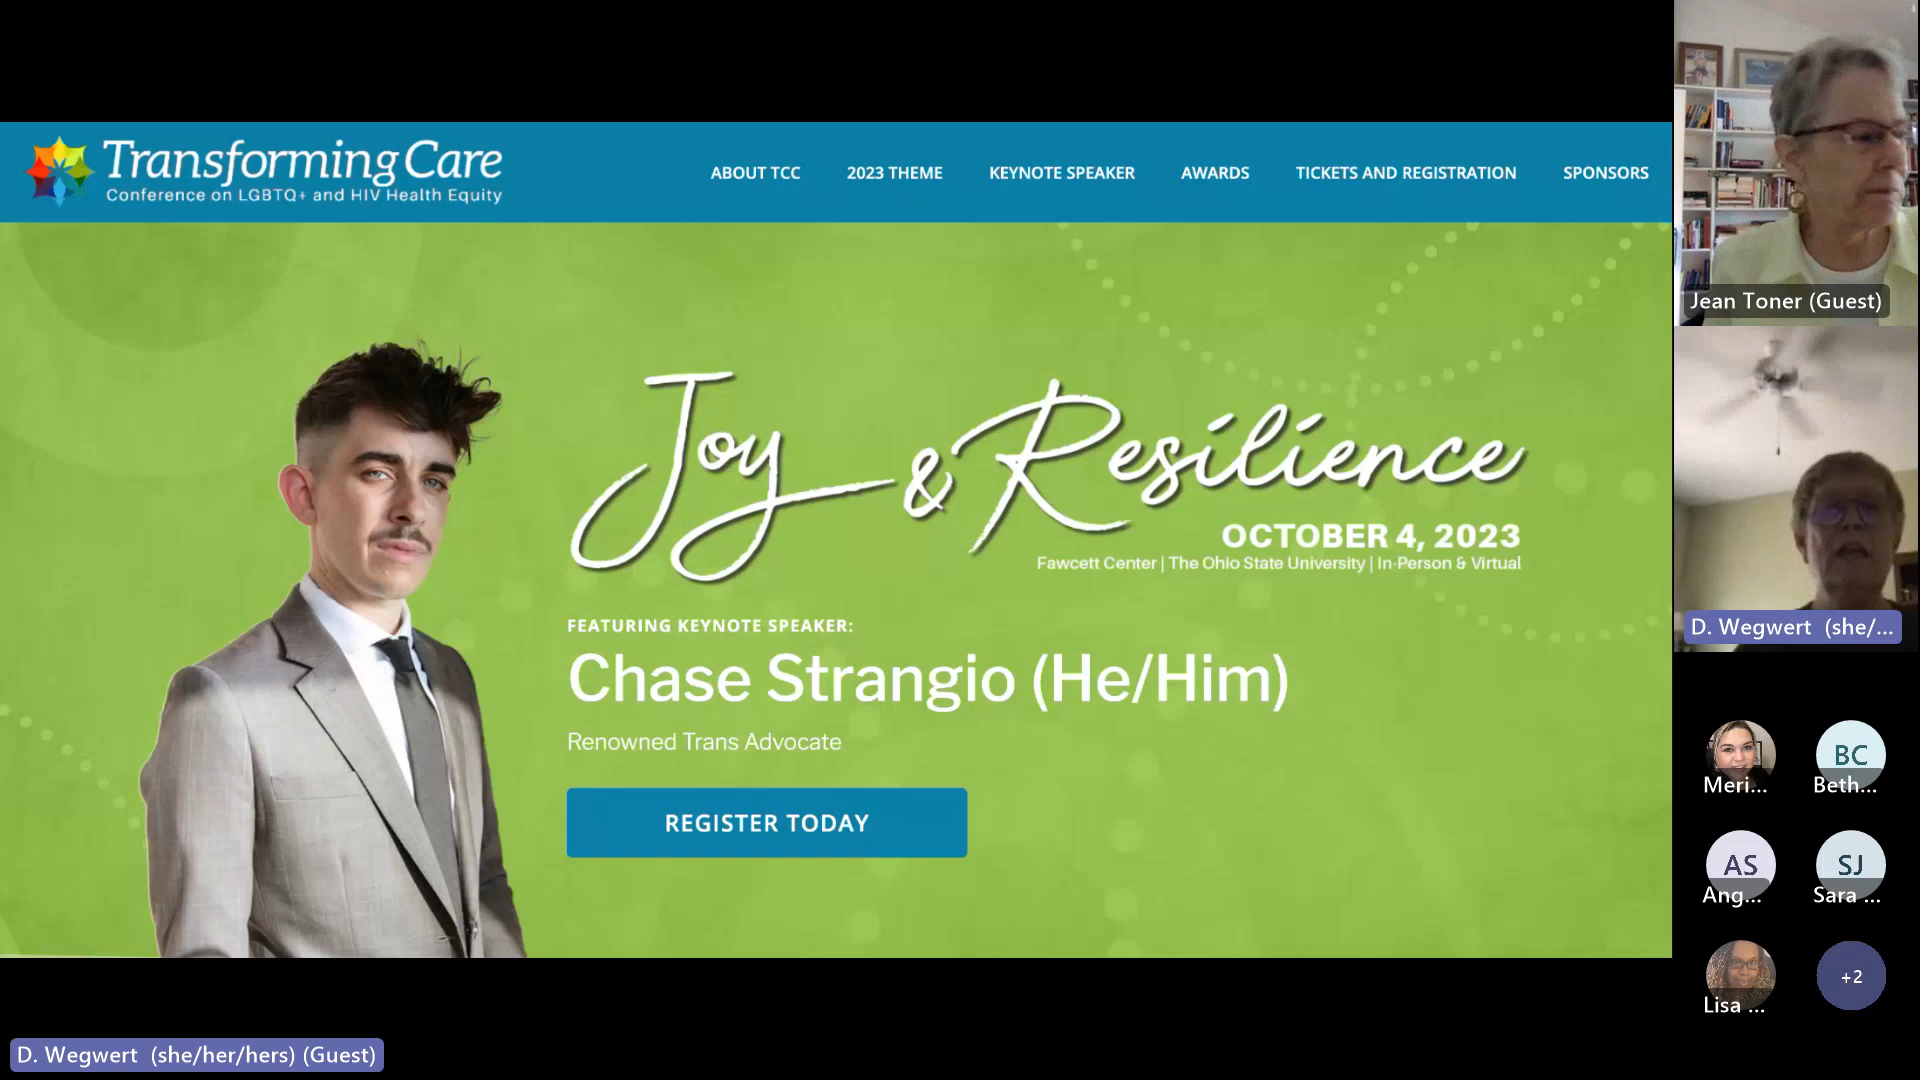 Transforming Care
Conference on LGBTQ+ and HIV Health Equity
ABOUT TCC
2023 THEME
KEYNOTE SPEAKER
AWARDS
TICKETS AND REGISTRATION
SPONSORS
Joy & Resilience
OCTOBER 4, 2023
Fawcett Center | The Ohio State University | In-Person & Virtual
FEATURING KEYNOTE SPEAKER:
Chase Strangio (He/Him)
Renowned Trans Advocate
REGISTER TODAY
Jean Toner (Guest)
D. Wegwert (she/...
Meri...
BC
Beth...
AS
Ang...
SJ
Sara ...
Lisa ...
+2
D. Wegwert (she/her/hers) (Guest)